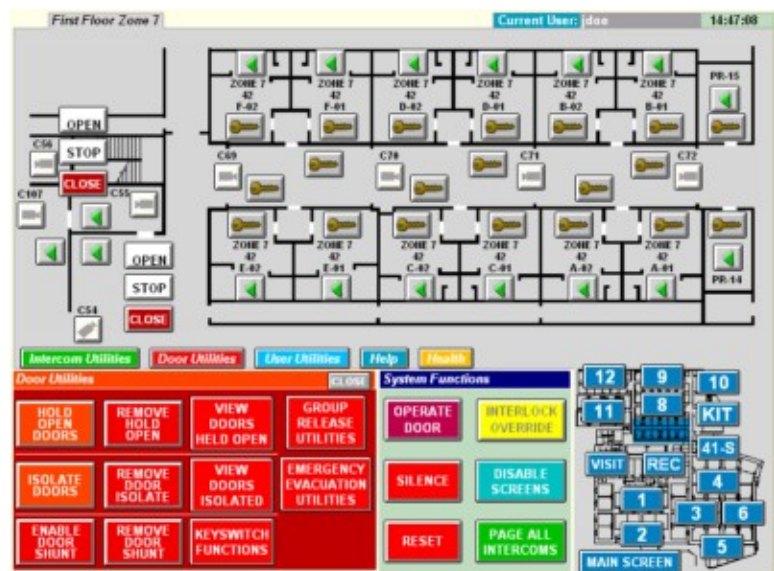 First Floor Zone 7
Current User: jdoe
14:47:08
ZONE 7 42 F-02
ZONE 7 42 F-01
ZONE 7 42 D-02
ZONE 7 42 D-01
ZONE 7 42 B-02
ZONE 7 42 B-01
PR-15
OPEN
STOP
CLOSE
C56
C55
C107
C69
C70
C71
C72
OPEN
STOP
CLOSE
C54
ZONE 7 42 E-02
ZONE 7 42 E-01
ZONE 7 42 C-02
ZONE 7 42 C-01
ZONE 7 42 A-02
ZONE 7 42 A-01
PR-14
Intercom Utilities
Door Utilities
User Utilities
Help
Health
Door Utilities
CLOSE
HOLD OPEN DOORS
REMOVE HOLD OPEN
VIEW DOORS HELD OPEN
GROUP RELEASE UTILITIES
ISOLATE DOORS
REMOVE DOOR ISOLATE
VIEW DOORS ISOLATED
EMERGENCY EVACUATION UTILITIES
ENABLE DOOR SHUNT
REMOVE DOOR SHUNT
KEYSWITCH FUNCTIONS
System Functions
OPERATE DOOR
INTERLOCK OVERRIDE
SILENCE
DISABLE SCREENS
RESET
PAGE ALL INTERCOMS
12
9
10
11
8
KIT
41-S
VISIT
REC
4
1
3
6
2
5
MAIN SCREEN